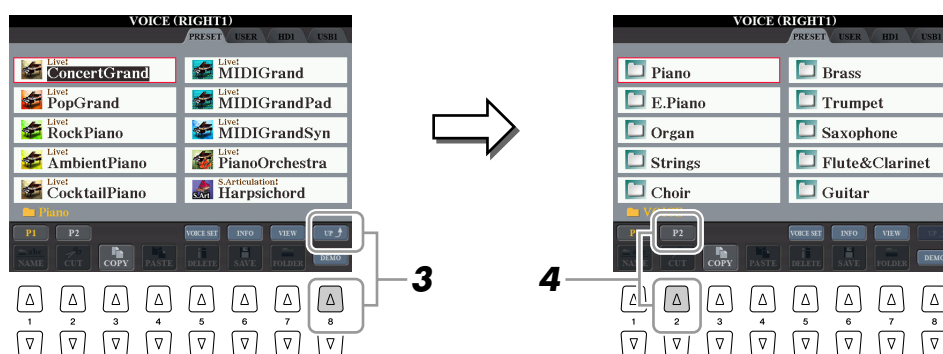 VOICE (RIGHT1)
PRESET USER HD1 USB1
Live!
ConcertGrand
Live!
MIDIGrand
Live!
PopGrand
Live!
MIDIGrandPad
Live!
RockPiano
Live!
MIDIGrandSyn
Live!
AmbientPiano
Live!
PianoOrchestra
Live!
CocktailPiano
S.Articulation!
S.Art Harpsichord
Piano
P1 P2 VOICE SET INFO VIEW UP
NAME CUT COPY PASTE DELETE SAVE FOLDER DEMO
1 2 3 4 5 6 7 8
3
VOICE (RIGHT1)
PRESET USER HD1 USB1
Piano Brass
E.Piano Trumpet
Organ Saxophone
Strings Flute&Clarinet
Choir Guitar
VOICE
P2 VOICE SET INFO VIEW UP
NAME CUT COPY PASTE DELETE SAVE FOLDER DEMO
4
1 2 3 4 5 6 7 8